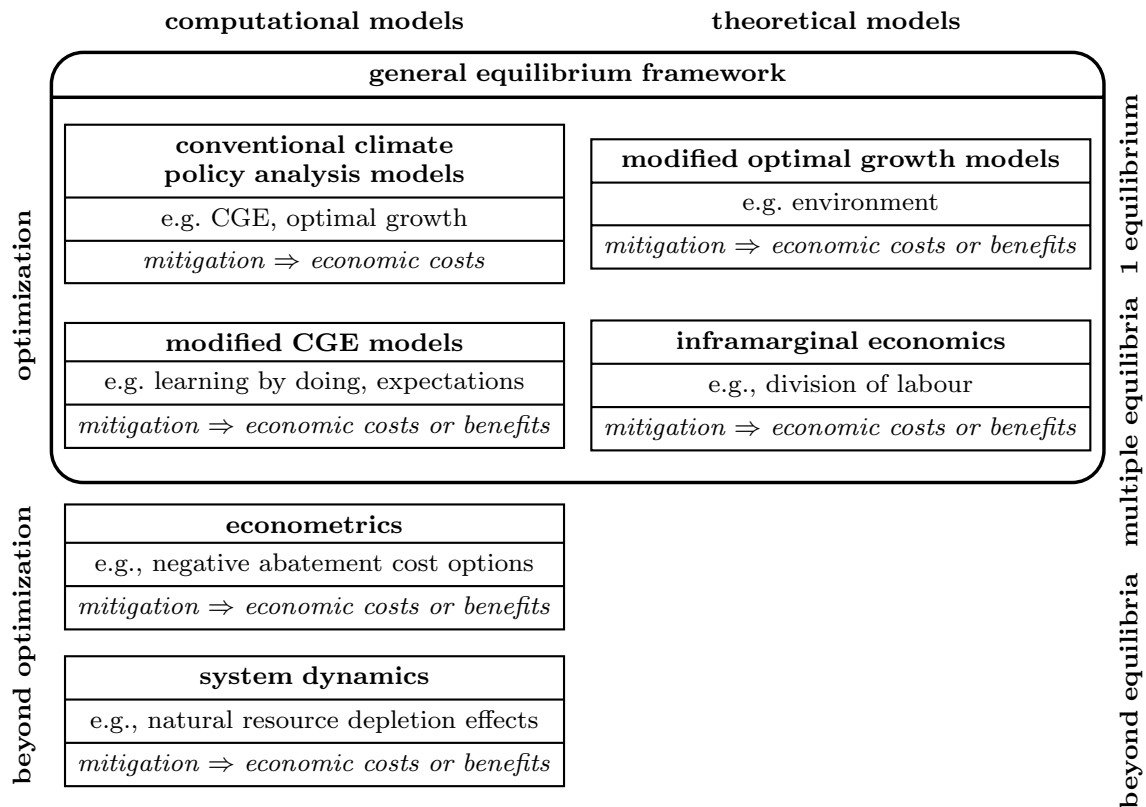 computational models
theoretical models
general equilibrium framework
conventional climate
policy analysis models
e.g. CGE, optimal growth
mitigation ⇒ economic costs
modified optimal growth models
e.g. environment
mitigation ⇒ economic costs or benefits
modified CGE models
e.g. learning by doing, expectations
mitigation ⇒ economic costs or benefits
inframarginal economics
e.g., division of labour
mitigation ⇒ economic costs or benefits
econometrics
e.g., negative abatement cost options
mitigation ⇒ economic costs or benefits
system dynamics
e.g., natural resource depletion effects
mitigation ⇒ economic costs or benefits
optimization
beyond optimization
1 equilibrium
multiple equilibria
beyond equilibria